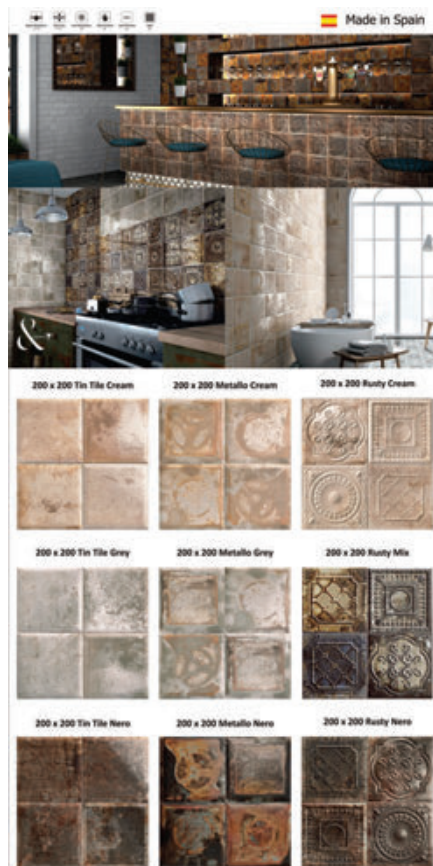 Made in Spain
&
200 x 200 Tin Tile Cream
200 x 200 Metallo Cream
200 x 200 Rusty Cream
200 x 200 Tin Tile Grey
200 x 200 Metallo Grey
200 x 200 Rusty Mix
200 x 200 Tin Tile Nero
200 x 200 Metallo Nero
200 x 200 Rusty Nero